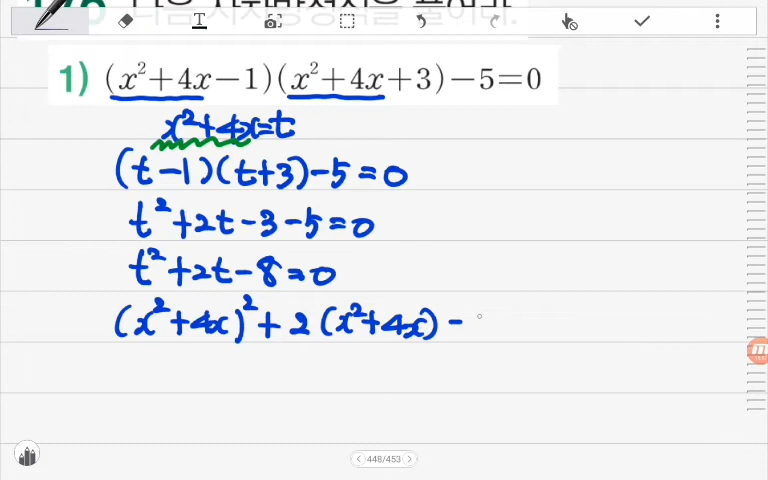 1) (x²+4x−1)(x²+4x+3)−5=0
x²+4x=t
(t−1)(t+3)−5=0
t²+2t−3−5=0
t²+2t−8=0
(x²+4x)²+2(x²+4x)−
448/453